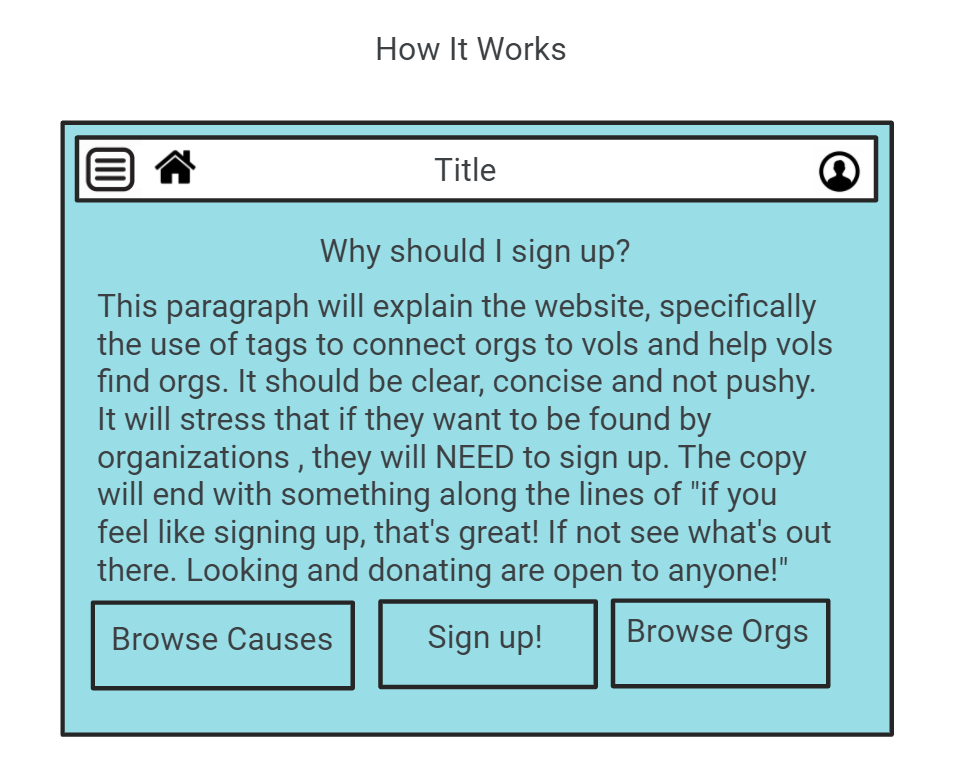 How It Works
Title
Why should I sign up?
This paragraph will explain the website, specifically
the use of tags to connect orgs to vols and help vols
find orgs. It should be clear, concise and not pushy.
It will stress that if they want to be found by
organizations , they will NEED to sign up. The copy
will end with something along the lines of "if you
feel like signing up, that's great! If not see what's out
there. Looking and donating are open to anyone!"
Browse Causes
Sign up!
Browse Orgs